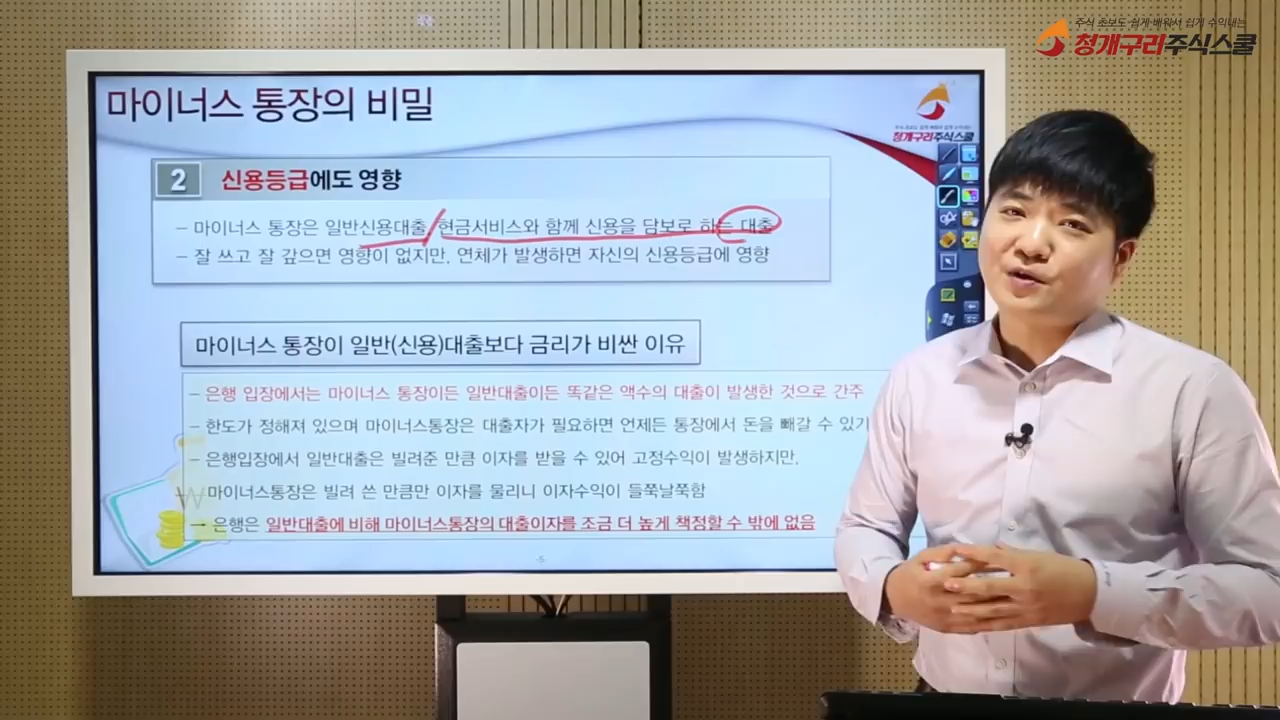 주식 초보도 쉽게 배워서 쉽게 수익내는
청개구리주식스쿨
마이너스 통장의 비밀
청개구리주식스쿨
2 신용등급에도 영향
– 마이너스 통장은 일반신용대출/현금서비스와 함께 신용을 담보로 하는 대출
– 잘 쓰고 잘 갚으면 영향이 없지만, 연체가 발생하면 자신의 신용등급에 영향
마이너스 통장이 일반(신용)대출보다 금리가 비싼 이유
– 은행 입장에서는 마이너스 통장이든 일반대출이든 똑같은 액수의 대출이 발생한 것으로 간주
– 한도가 정해져 있으며 마이너스통장은 대출자가 필요하면 언제든 통장에서 돈을 빼갈 수 있기
– 은행입장에서 일반대출은 빌려준 만큼 이자를 받을 수 있어 고정수익이 발생하지만,
– 마이너스통장은 빌려 쓴 만큼만 이자를 물리니 이자수익이 들쭉날쭉함
→ 은행은 일반대출에 비해 마이너스통장의 대출이자를 조금 더 높게 책정할 수 밖에 없음